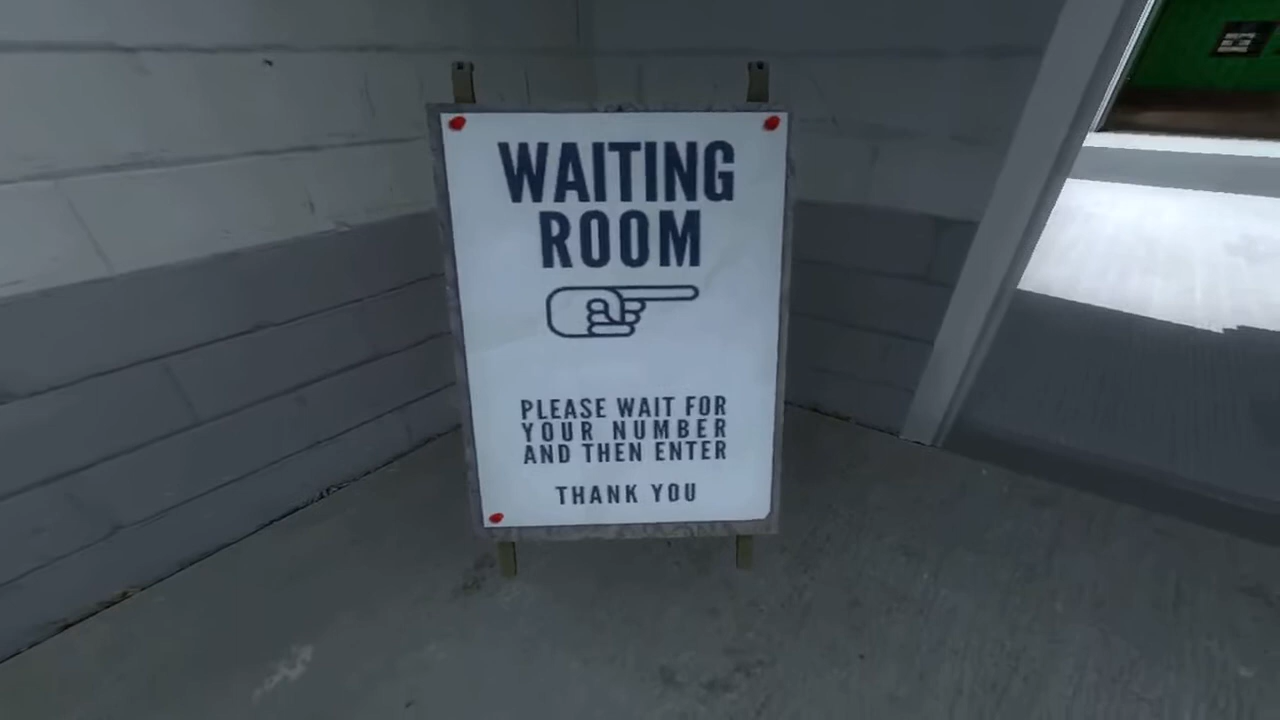 WAITING
ROOM
PLEASE WAIT FOR
YOUR NUMBER
AND THEN ENTER
THANK YOU